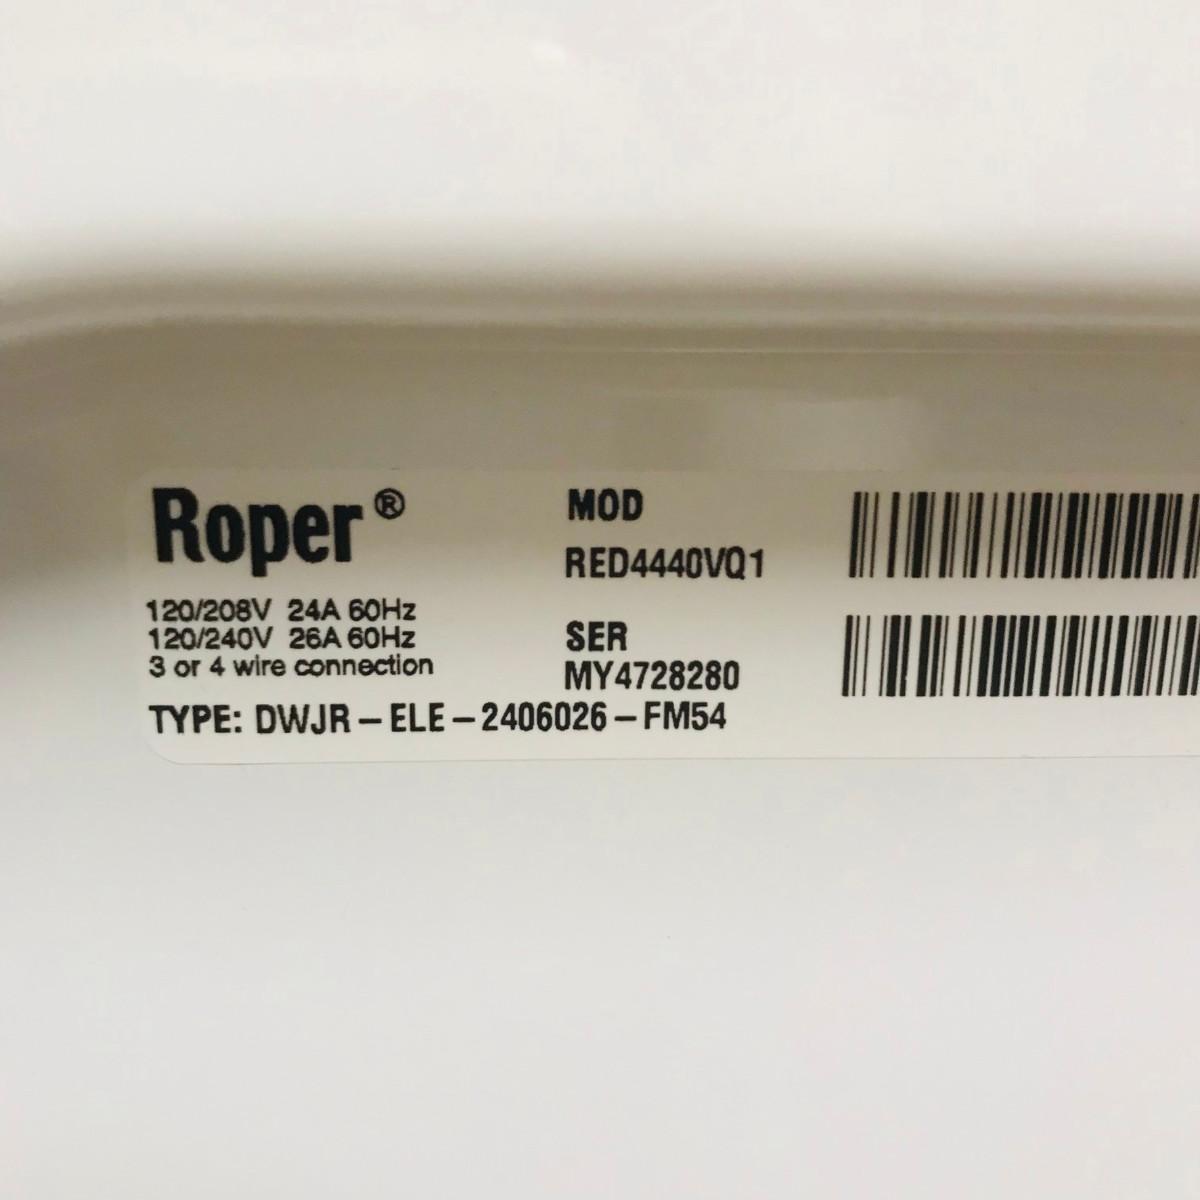 Roper®
120/208V 24A 60Hz
120/240V 26A 60Hz
3 or 4 wire connection
TYPE: DWJR-ELE-2406026-FM54
MOD
RED4440VQ1
SER
MY4728280